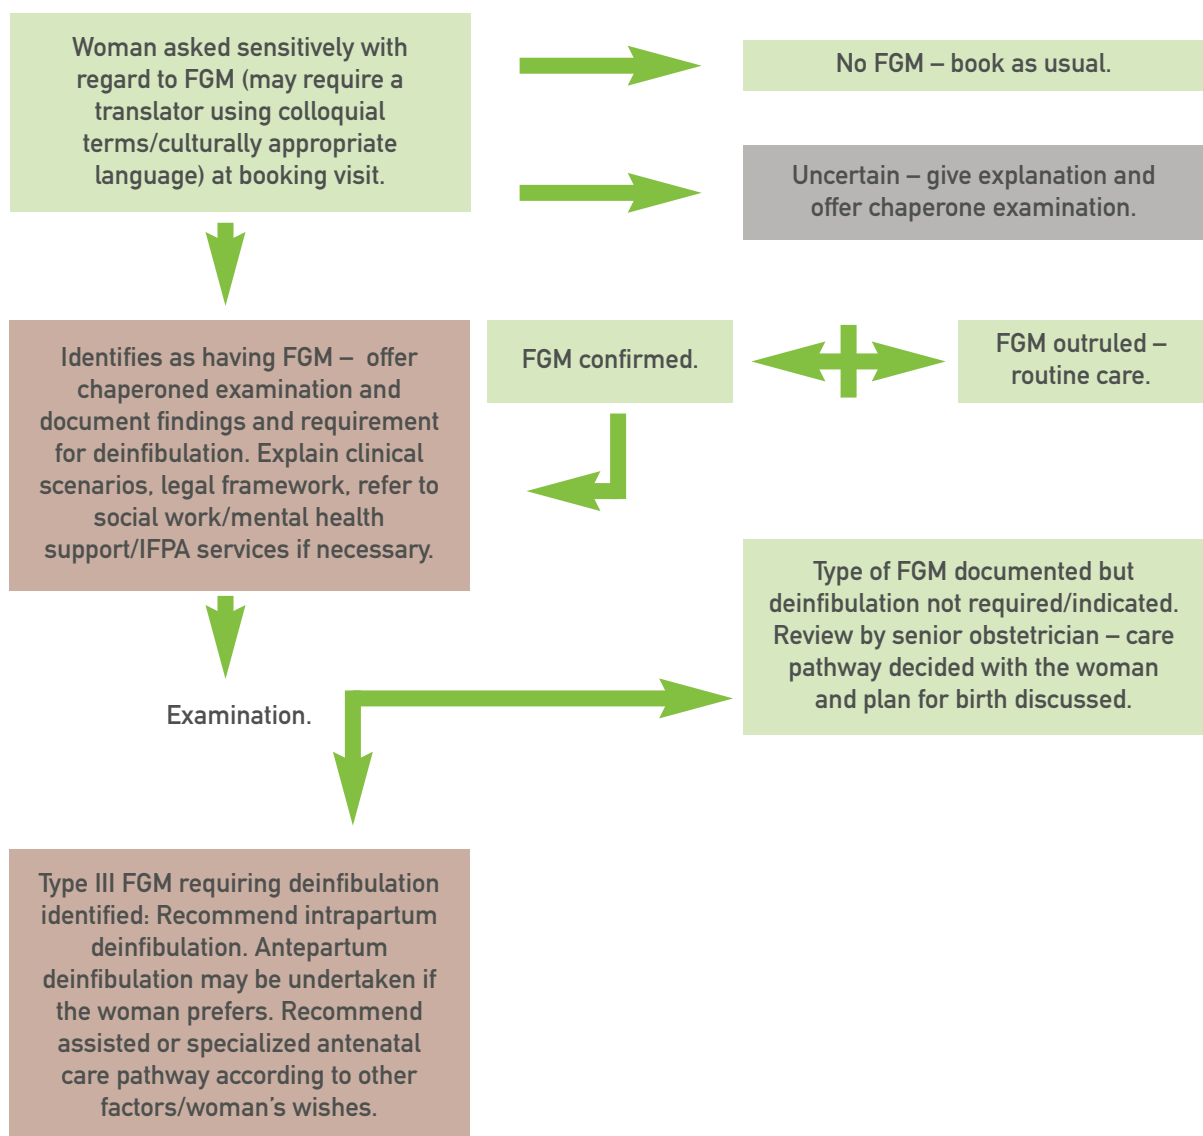 Woman asked sensitively with
regard to FGM (may require a
translator using colloquial
terms/culturally appropriate
language) at booking visit.
No FGM – book as usual.
Uncertain – give explanation and
offer chaperone examination.
Identifies as having FGM – offer
chaperoned examination and
document findings and requirement
for deinfibulation. Explain clinical
scenarios, legal framework, refer to
social work/mental health
support/IFPA services if necessary.
FGM confirmed.
FGM outruled –
routine care.
Type of FGM documented but
deinfibulation not required/indicated.
Review by senior obstetrician – care
pathway decided with the woman
and plan for birth discussed.
Examination.
Type III FGM requiring deinfibulation
identified: Recommend intrapartum
deinfibulation. Antepartum
deinfibulation may be undertaken if
the woman prefers. Recommend
assisted or specialized antenatal
care pathway according to other
factors/woman's wishes.